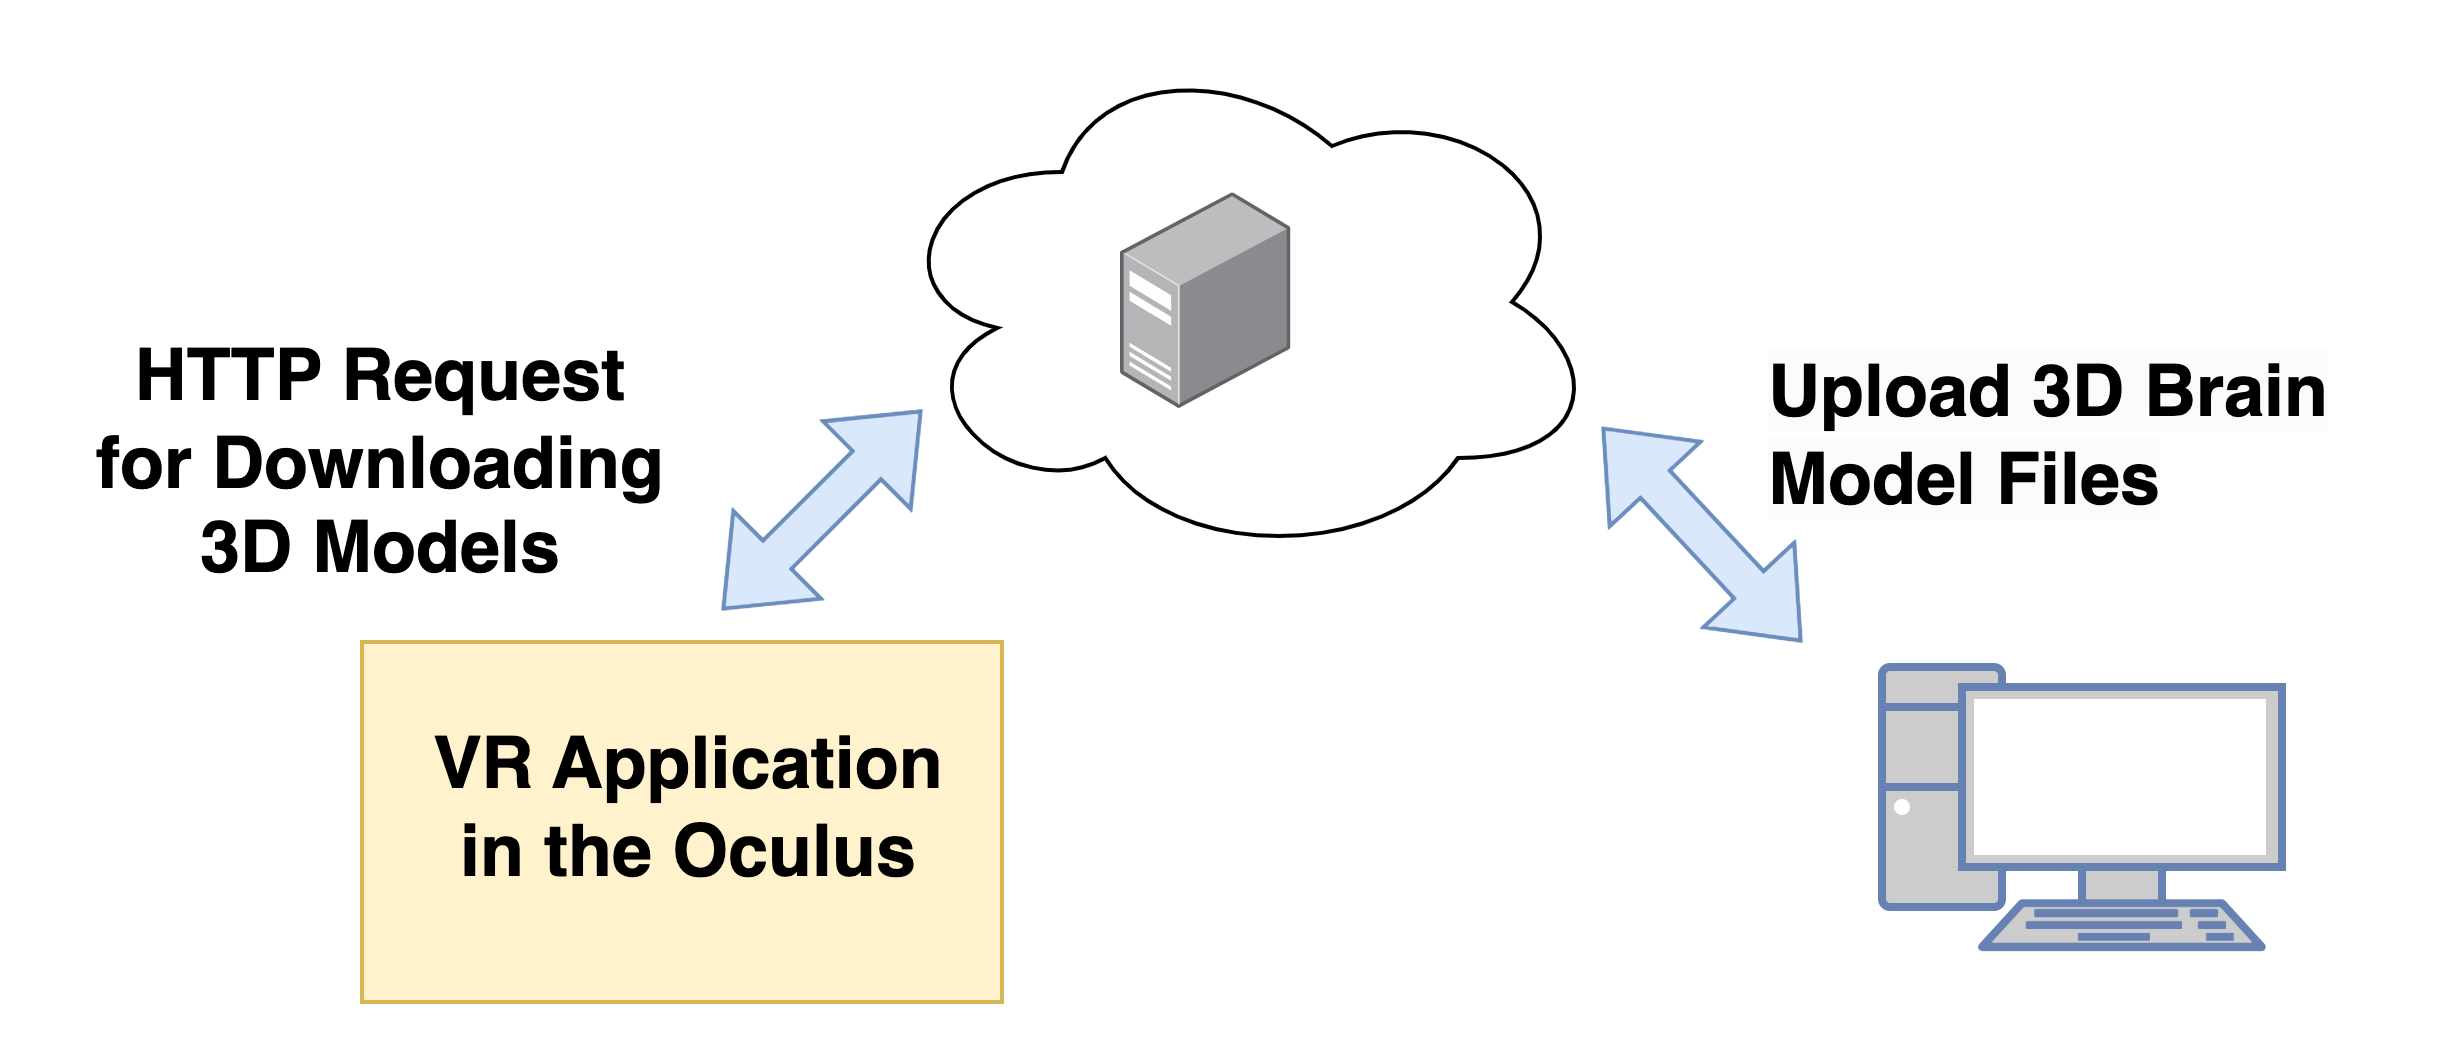 HTTP Request
for Downloading
3D Models
Upload 3D Brain
Model Files
VR Application
in the Oculus